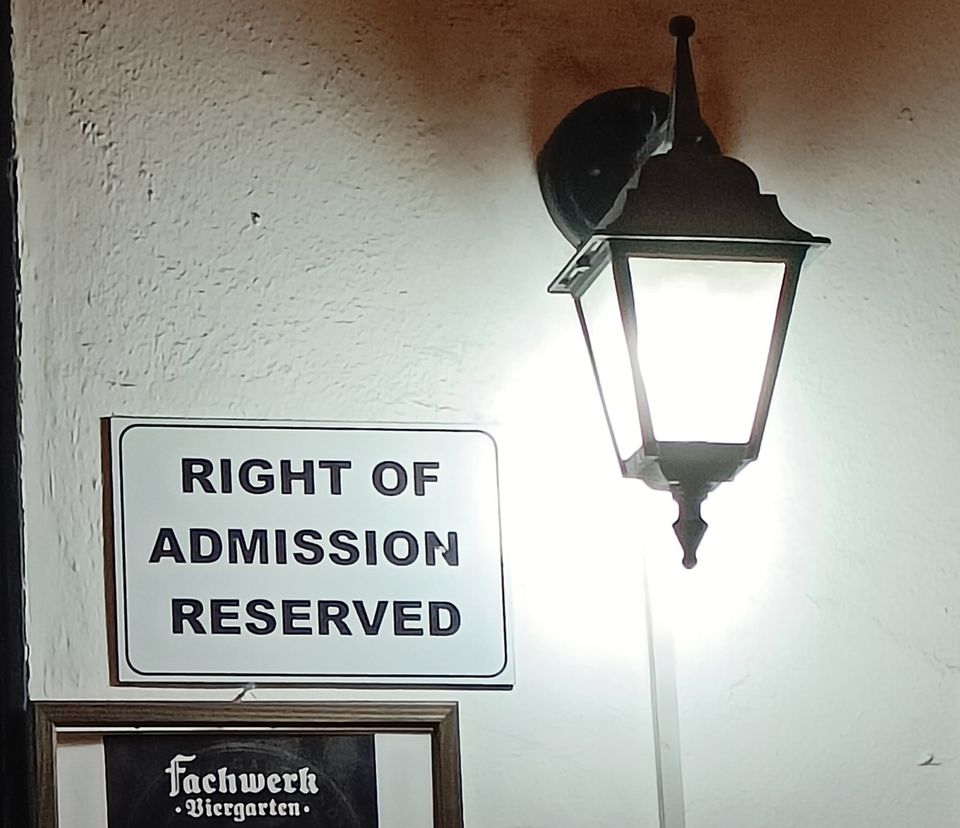 RIGHT OF
ADMISSION
RESERVED
Fachwerk
·Biergarten·